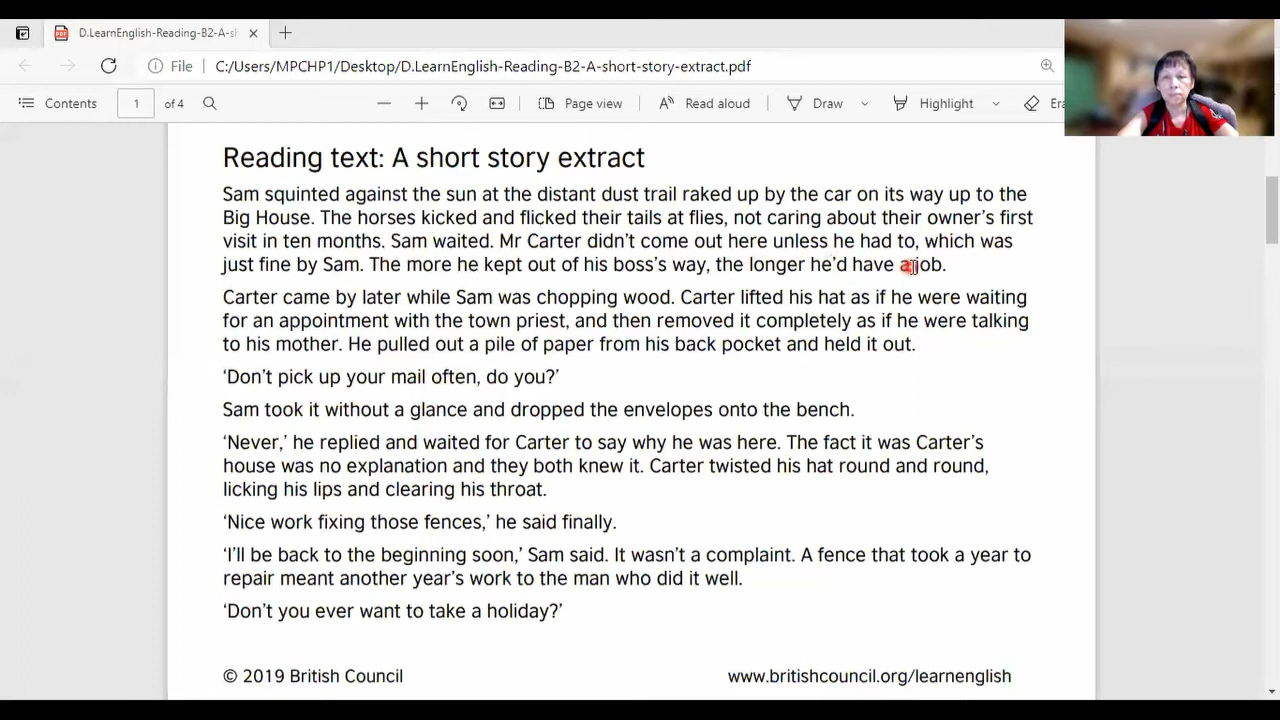 D.LearnEnglish-Reading-B2-A-sh
File
C:/Users/MPCHP1/Desktop/D.LearnEnglish-Reading-B2-A-short-story-extract.pdf
Contents
1
of 4
Page view
Read aloud
Draw
Highlight
Reading text: A short story extract
Sam squinted against the sun at the distant dust trail raked up by the car on its way up to the
Big House. The horses kicked and flicked their tails at flies, not caring about their owner’s first
visit in ten months. Sam waited. Mr Carter didn’t come out here unless he had to, which was
just fine by Sam. The more he kept out of his boss’s way, the longer he’d have a job.
Carter came by later while Sam was chopping wood. Carter lifted his hat as if he were waiting
for an appointment with the town priest, and then removed it completely as if he were talking
to his mother. He pulled out a pile of paper from his back pocket and held it out.
‘Don’t pick up your mail often, do you?’
Sam took it without a glance and dropped the envelopes onto the bench.
‘Never,’ he replied and waited for Carter to say why he was here. The fact it was Carter’s
house was no explanation and they both knew it. Carter twisted his hat round and round,
licking his lips and clearing his throat.
‘Nice work fixing those fences,’ he said finally.
‘I’ll be back to the beginning soon,’ Sam said. It wasn’t a complaint. A fence that took a year to
repair meant another year’s work to the man who did it well.
‘Don’t you ever want to take a holiday?’
© 2019 British Council
www.britishcouncil.org/learnenglish